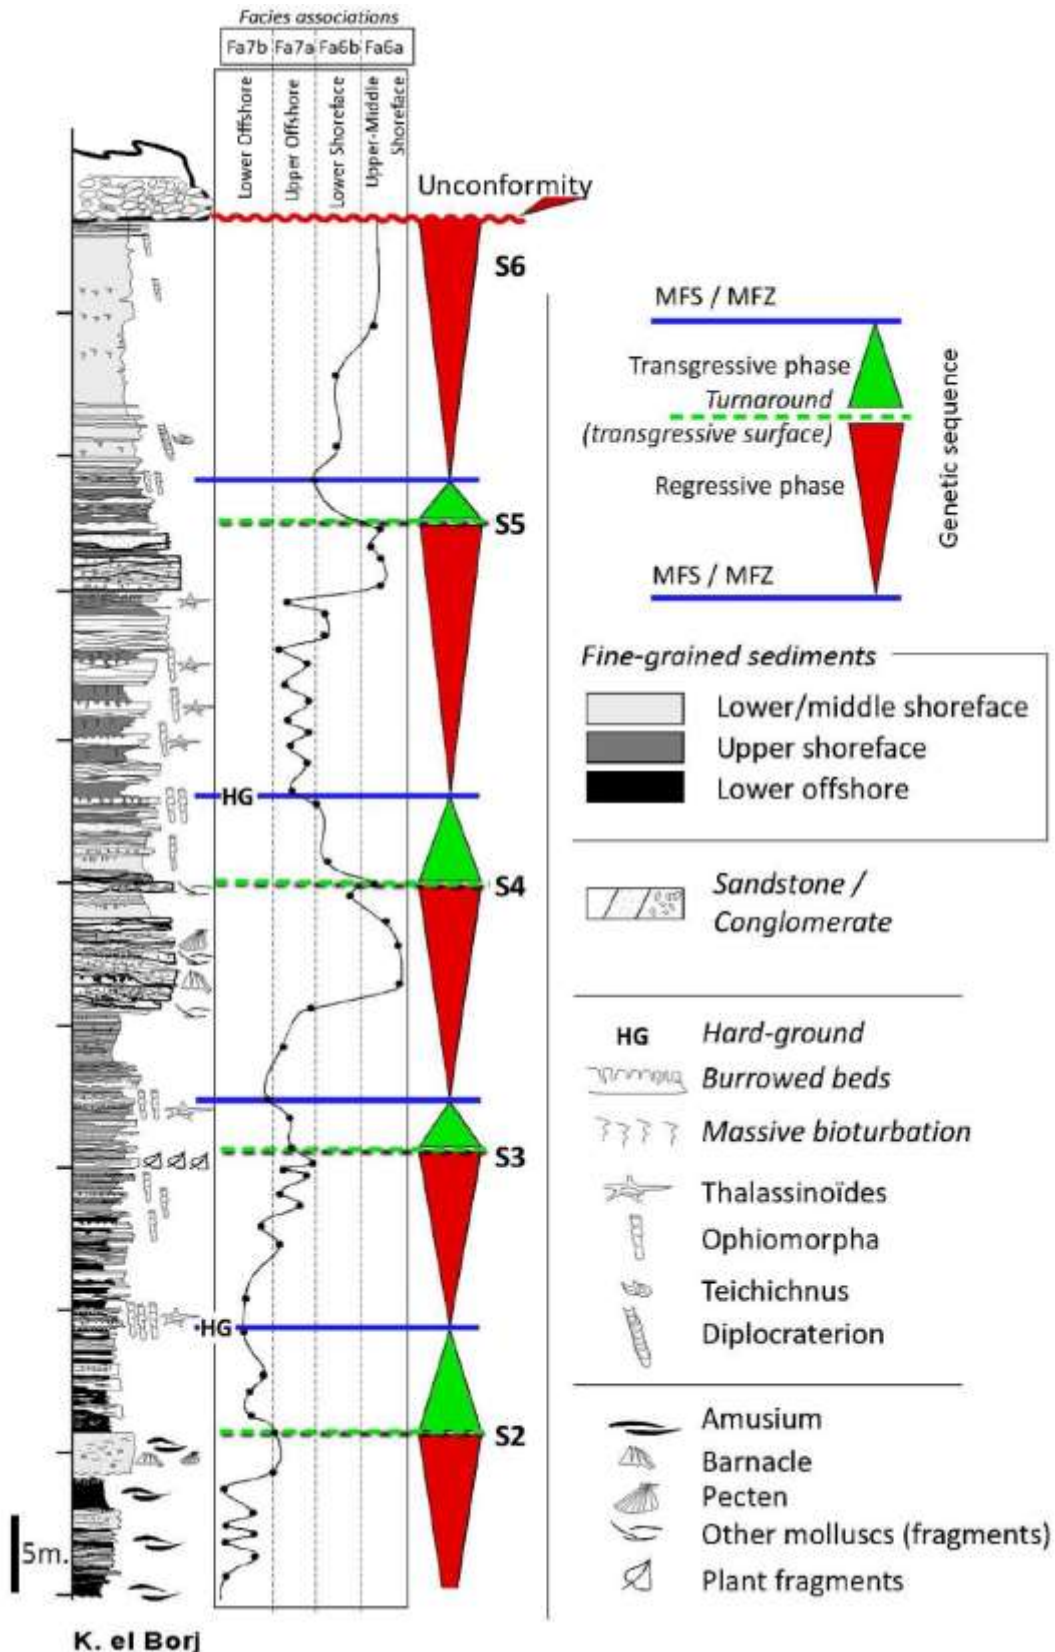 Facies associations
Fa7b Fa7a Fa6b Fa6a
Lower Offshore
Upper Offshore
Lower Shoreface
Upper-Middle
Shoreface
Unconformity
S6
S5
HG
S4
S3
HG
S2
5m.
K. el Borj
MFS / MFZ
Transgressive phase
Turnaround
(transgressive surface)
Regressive phase
MFS / MFZ
Genetic sequence
Fine-grained sediments
Lower/middle shoreface
Upper shoreface
Lower offshore
Sandstone /
Conglomerate
HG Hard-ground
Burrowed beds
Massive bioturbation
Thalassinoïdes
Ophiomorpha
Teichichnus
Diplocraterion
Amusium
Barnacle
Pecten
Other molluscs (fragments)
Plant fragments